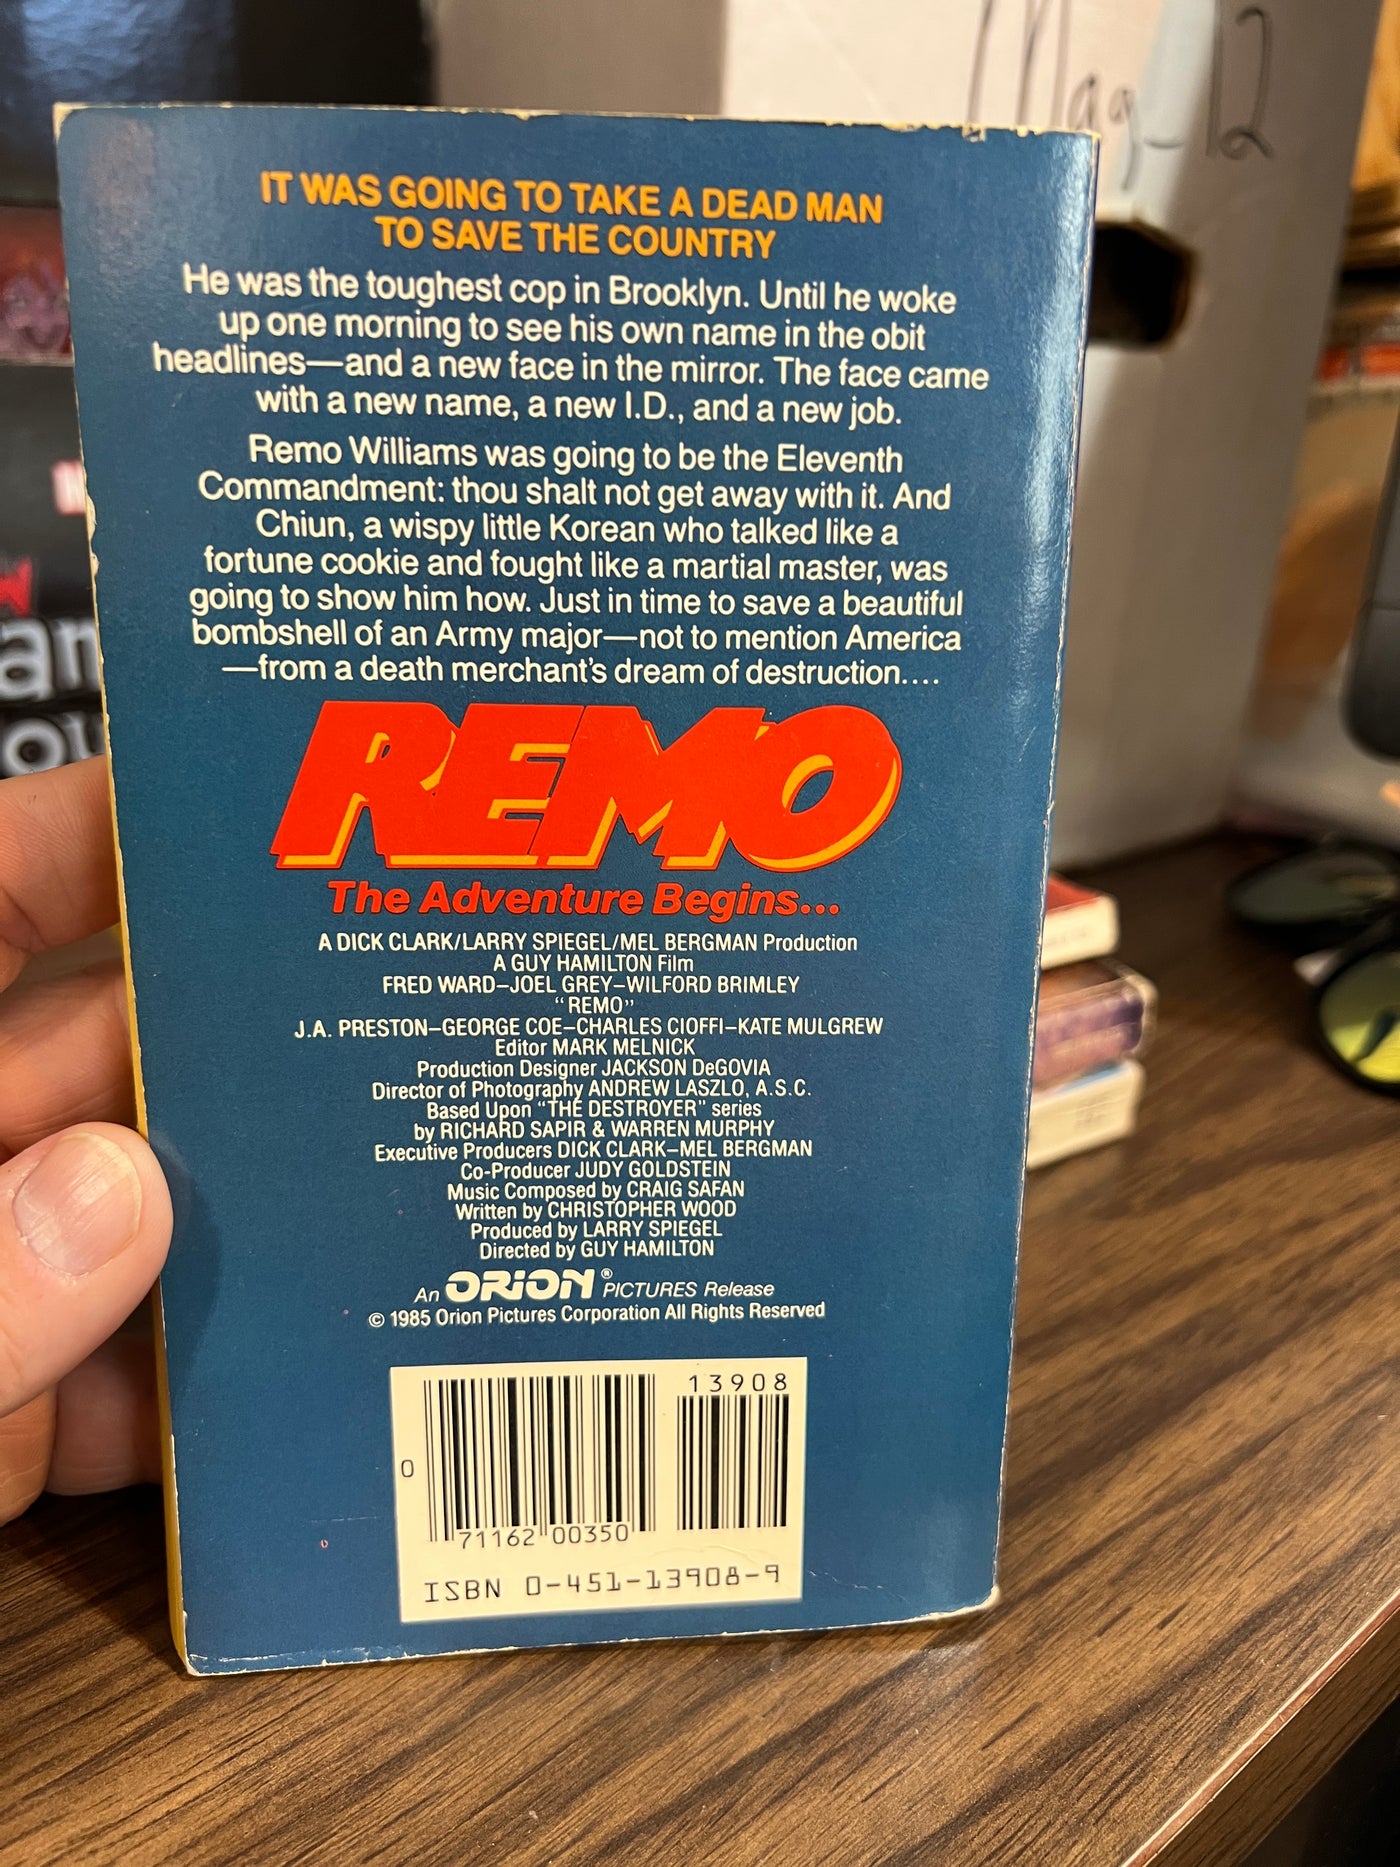 Mag-12
IT WAS GOING TO TAKE A DEAD MAN
TO SAVE THE COUNTRY
He was the toughest cop in Brooklyn. Until he woke
up one morning to see his own name in the obit
headlines—and a new face in the mirror. The face came
with a new name, a new I.D., and a new job.
Remo Williams was going to be the Eleventh
Commandment: thou shalt not get away with it. And
Chiun, a wispy little Korean who talked like a
fortune cookie and fought like a martial master, was
going to show him how. Just in time to save a beautiful
bombshell of an Army major—not to mention America
—from a death merchant's dream of destruction....
REMO
The Adventure Begins...
A DICK CLARK/LARRY SPIEGEL/MEL BERGMAN Production
A GUY HAMILTON Film
FRED WARD–JOEL GREY–WILFORD BRIMLEY
"REMO"
J.A. PRESTON–GEORGE COE–CHARLES CIOFFI–KATE MULGREW
Editor MARK MELNICK
Production Designer JACKSON DeGOVIA
Director of Photography ANDREW LASZLO, A.S.C.
Based Upon "THE DESTROYER" series
by RICHARD SAPIR & WARREN MURPHY
Executive Producers DICK CLARK–MEL BERGMAN
Co-Producer JUDY GOLDSTEIN
Music Composed by CRAIG SAFAN
Written by CHRISTOPHER WOOD
Produced by LARRY SPIEGEL
Directed by GUY HAMILTON
An ORION® PICTURES Release
© 1985 Orion Pictures Corporation All Rights Reserved
13908
0 71162 00350
ISBN 0-451-13908-9